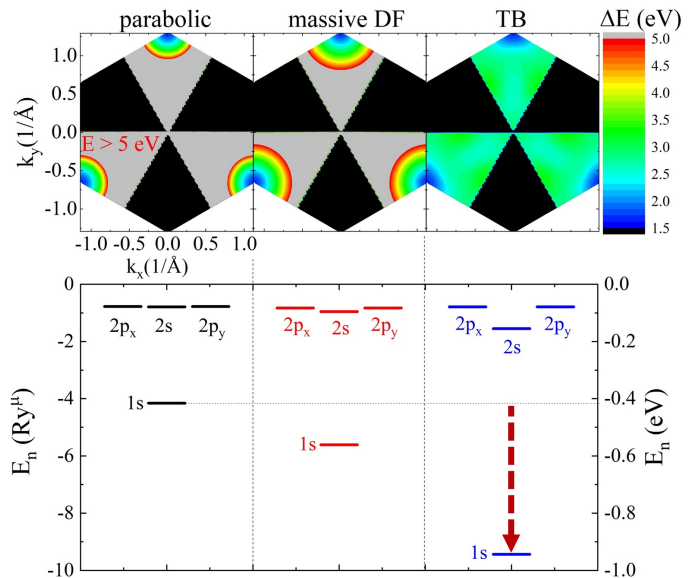 parabolic massive DF TB ΔE (eV)
1.0 0.5 0.0 -0.5 -1.0
k_y(1/Å)
E > 5 eV
5.0
4.5
4.0
3.5
3.0
2.5
2.0
1.5
-1.0 -0.5 0.0 0.5 1.0
k_x(1/Å)
0 -2 -4 -6 -8 -10
E_n (Ry^μ)
2p_x 2s 2p_y
1s
2p_x 2s 2p_y
1s
2p_x 2s 2p_y
1s
0.0 -0.2 -0.4 -0.6 -0.8 -1.0
E_n (eV)